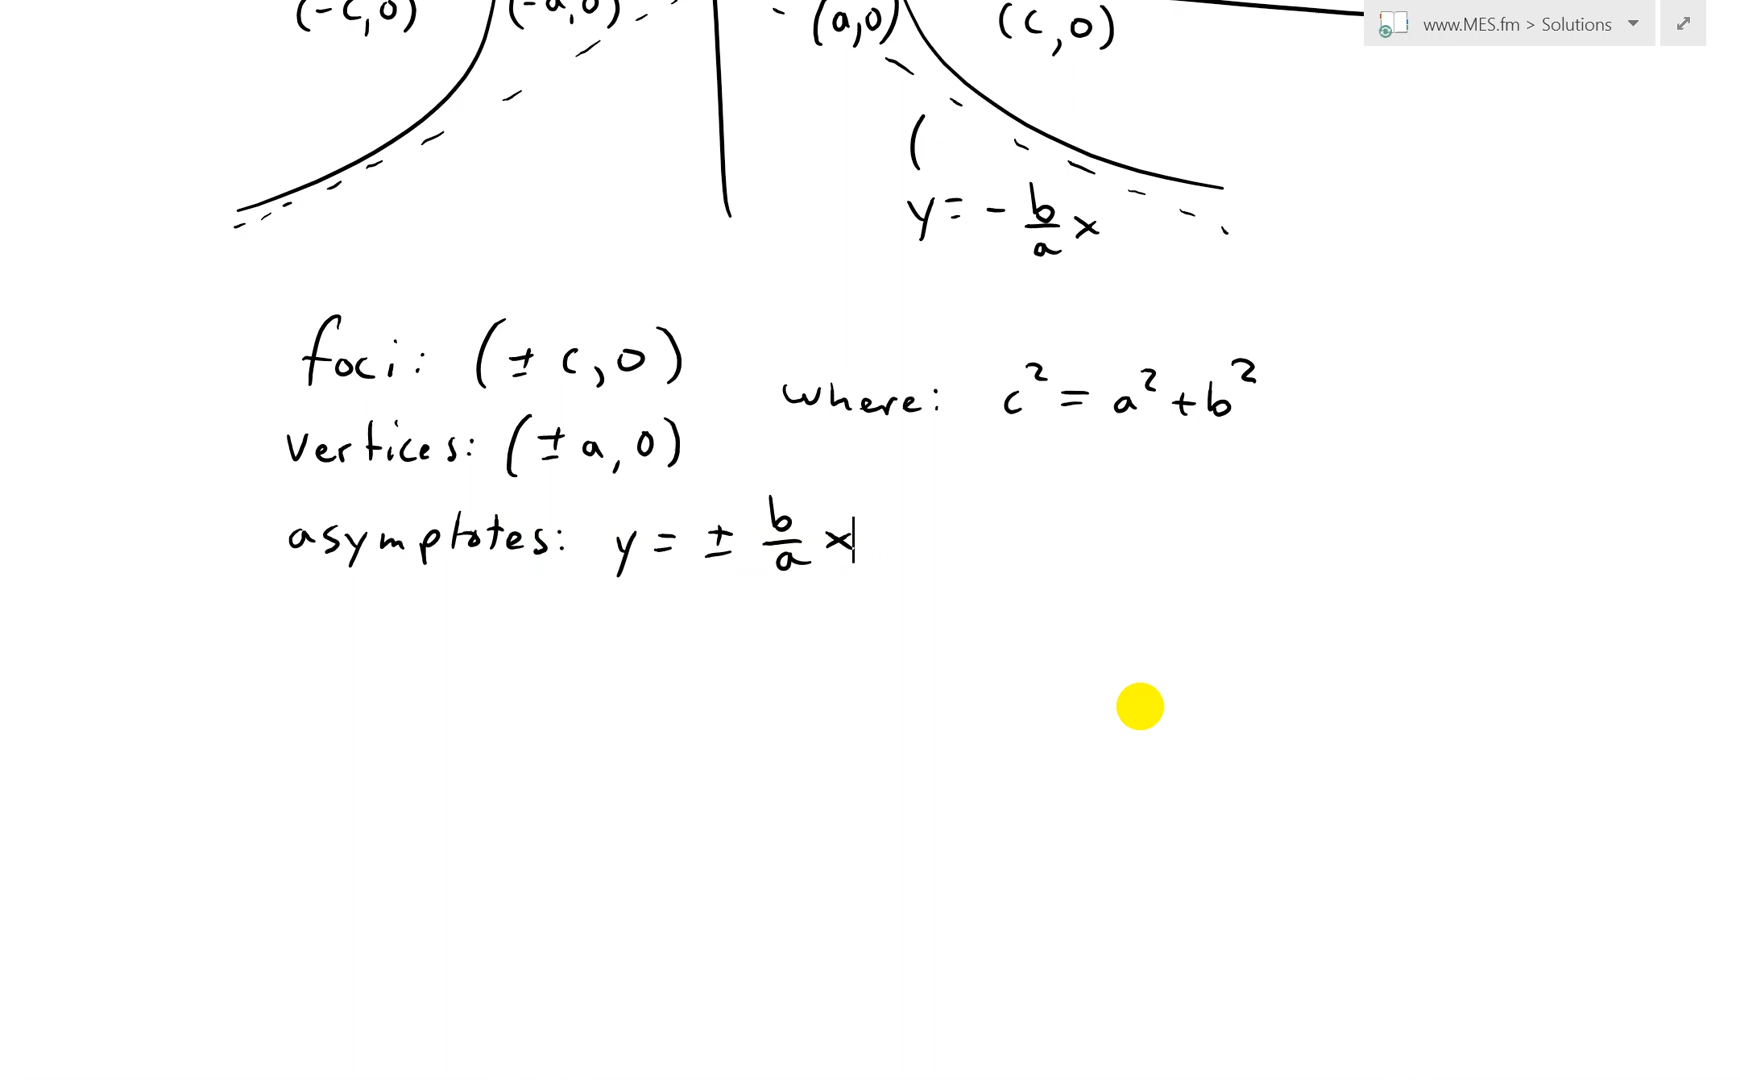 (-c,0) (-a,0) (a,0) (c,0)
www.MES.fm > Solutions
(
y = - b/a x
foci: (± c, 0)
where: c² = a² + b²
vertices: (± a, 0)
asymptotes: y = ± b/a x